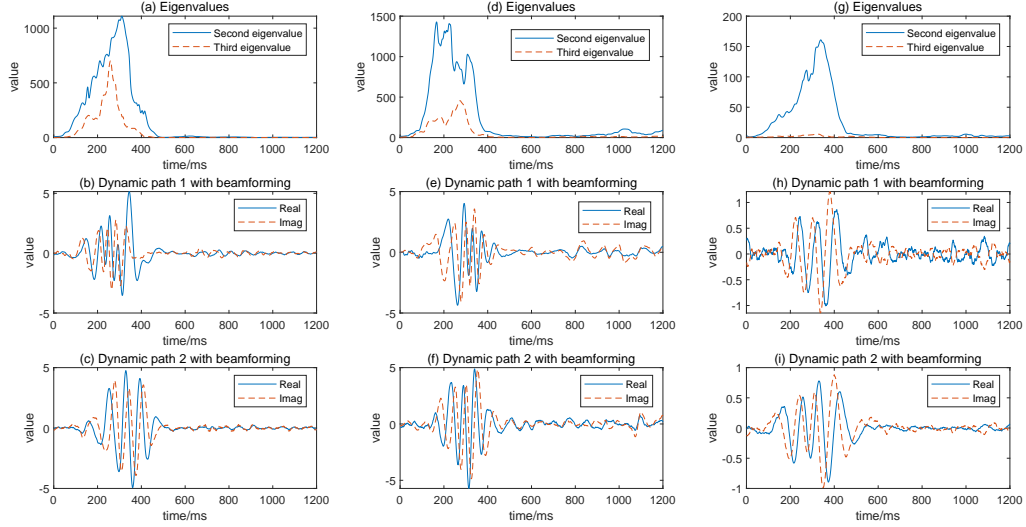 (a) Eigenvalues
value
1000
500
0
Second eigenvalue
Third eigenvalue
0 200 400 600 800 1000 1200
time/ms
(d) Eigenvalues
value
1500
1000
500
0
Second eigenvalue
Third eigenvalue
0 200 400 600 800 1000 1200
time/ms
(g) Eigenvalues
value
200
150
100
50
0
Second eigenvalue
Third eigenvalue
0 200 400 600 800 1000 1200
time/ms
(b) Dynamic path 1 with beamforming
value
5
0
-5
Real
Imag
0 200 400 600 800 1000 1200
time/ms
(e) Dynamic path 1 with beamforming
value
5
0
-5
Real
Imag
0 200 400 600 800 1000 1200
time/ms
(h) Dynamic path 1 with beamforming
value
1
0.5
0
-0.5
-1
Real
Imag
0 200 400 600 800 1000 1200
time/ms
(c) Dynamic path 2 with beamforming
value
5
0
-5
Real
Imag
0 200 400 600 800 1000 1200
time/ms
(f) Dynamic path 2 with beamforming
value
5
0
-5
Real
Imag
0 200 400 600 800 1000 1200
time/ms
(i) Dynamic path 2 with beamforming
value
1
0.5
0
-0.5
-1
Real
Imag
0 200 400 600 800 1000 1200
time/ms